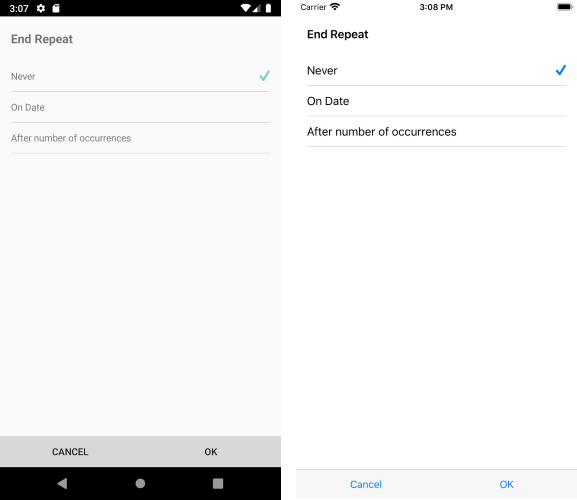 3:07
End Repeat
Never
On Date
After number of occurrences
CANCEL OK
Carrier 3:08 PM
End Repeat
Never
On Date
After number of occurrences
Cancel OK